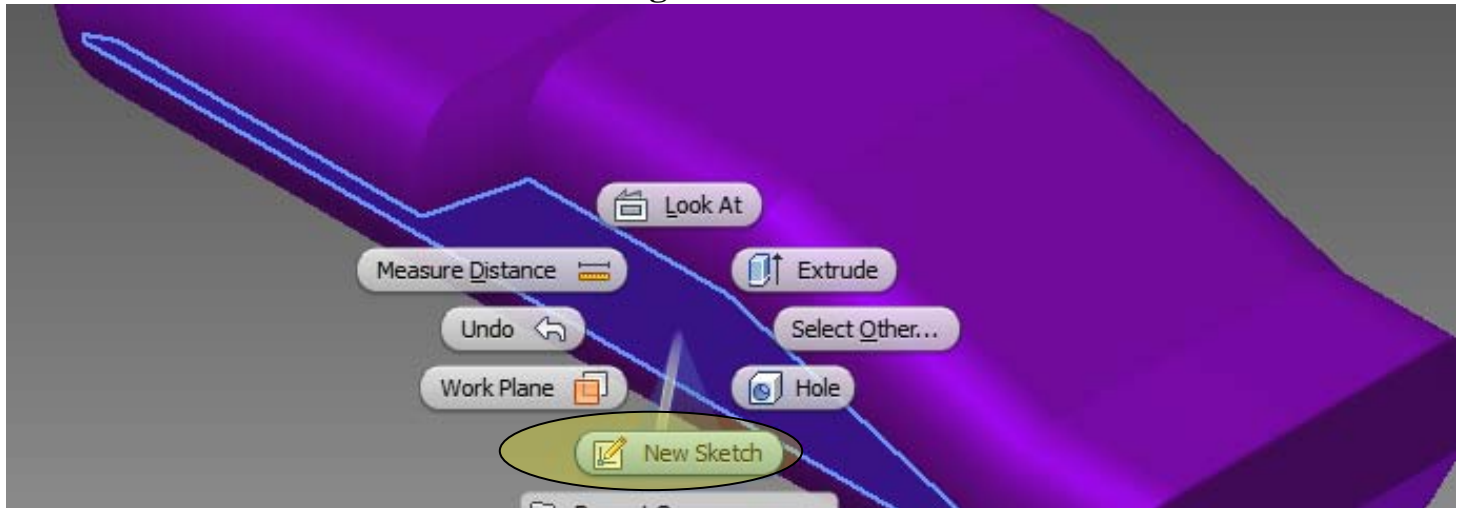 Look At
Measure Distance
Extrude
Undo
Select Other...
Work Plane
Hole
New Sketch